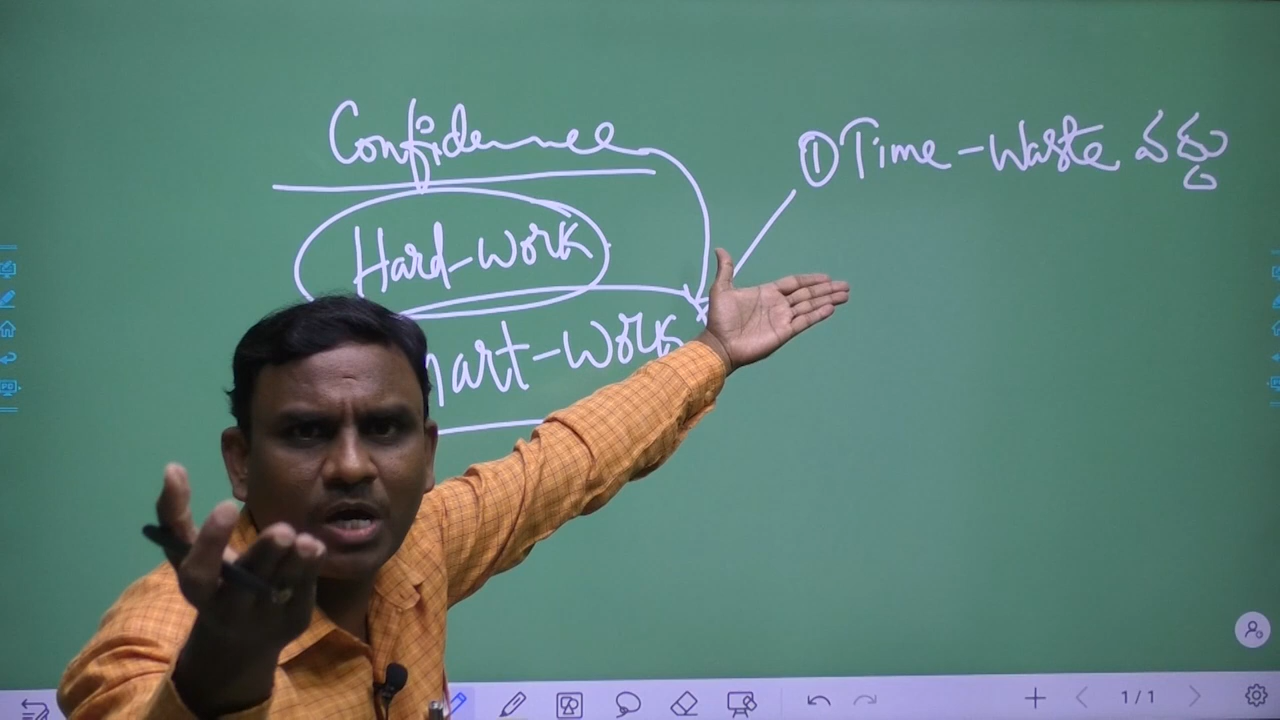 Confidence
① Time - Waste వద్దు
Hard-Work
mart-Work
1/1